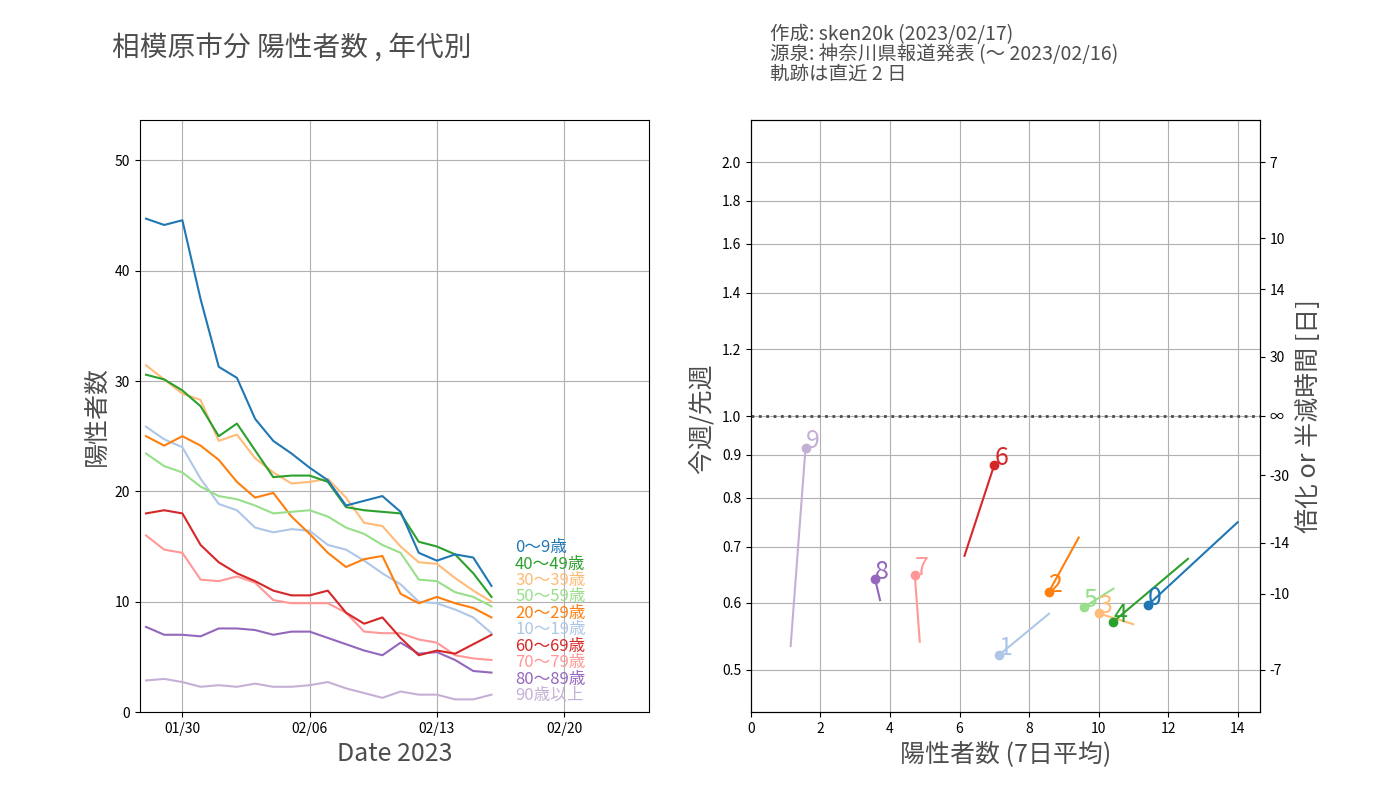 相模原市分 陽性者数 , 年代別
作成: sken20k (2023/02/17)
源泉: 神奈川県報道発表 (〜 2023/02/16)
軌跡は直近 2 日
陽性者数
50
40
30
20
10
0
01/30
02/06
02/13
02/20
Date 2023
0〜9歳
40〜49歳
30〜39歳
50〜59歳
20〜29歳
10〜19歳
60〜69歳
70〜79歳
80〜89歳
90歳以上
今週/先週
2.0
1.8
1.6
1.4
1.2
1.0
0.9
0.8
0.7
0.6
0.5
0
2
4
6
8
10
12
14
陽性者数 (7日平均)
9
6
8
7
2
5
3
4
0
1
7
10
14
30
∞
-30
-14
-10
-7
倍化 or 半減時間 [日]